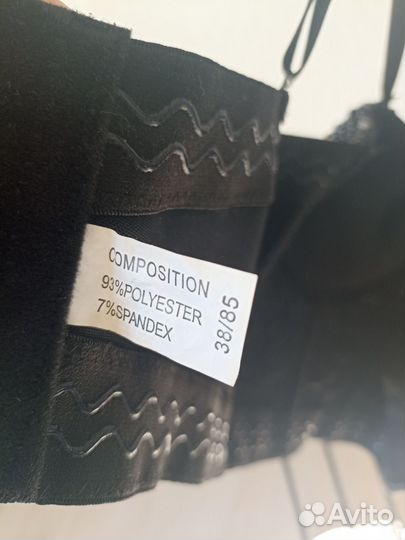 COMPOSITION
93%POLYESTER
7%SPANDEX
38/85
Avito